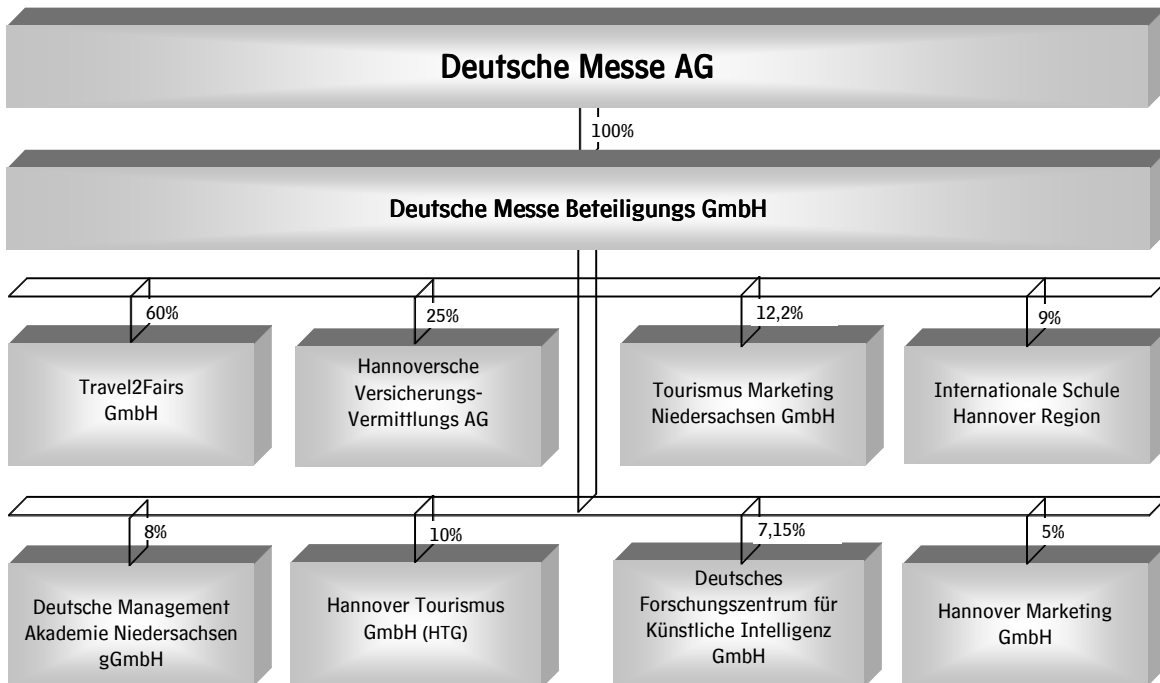 Deutsche Messe AG
100%
Deutsche Messe Beteiligungs GmbH
60%
25%
12,2%
9%
Travel2Fairs
GmbH
Hannoversche
Versicherungs-
Vermittlungs AG
Tourismus Marketing
Niedersachsen GmbH
Internationale Schule
Hannover Region
8%
10%
7,15%
5%
Deutsche Management
Akademie Niedersachsen
gGmbH
Hannover Tourismus
GmbH (HTG)
Deutsches
Forschungszentrum für
Künstliche Intelligenz
GmbH
Hannover Marketing
GmbH